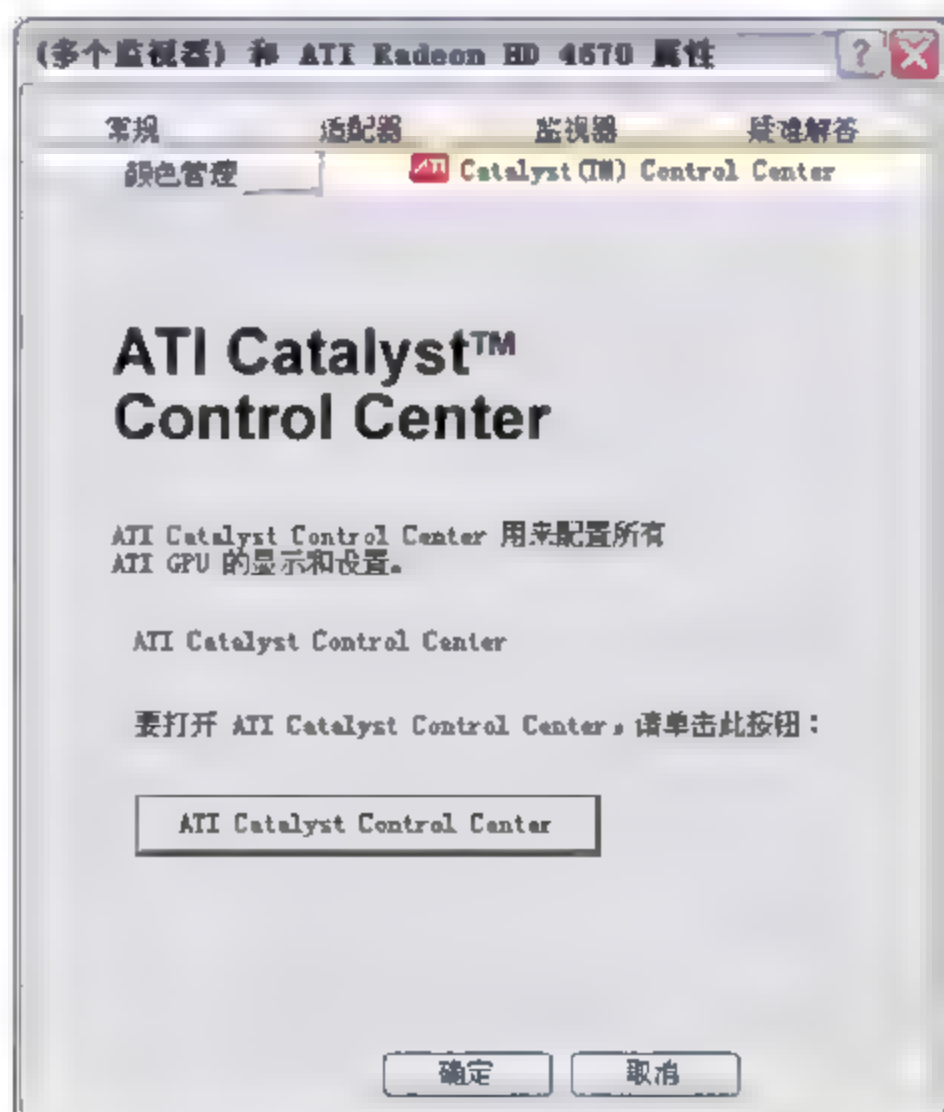 (多个监视器) 和 ATI Radeon HD 4670 属性
常规 适配器 监视器 疑难解答
颜色管理 ATI Catalyst(TM) Control Center
ATI Catalyst™
Control Center
ATI Catalyst Control Center 用来配置所有
ATI GPU 的显示和设置。
ATI Catalyst Control Center
要打开 ATI Catalyst Control Center,请单击此按钮:
ATI Catalyst Control Center
确定 取消